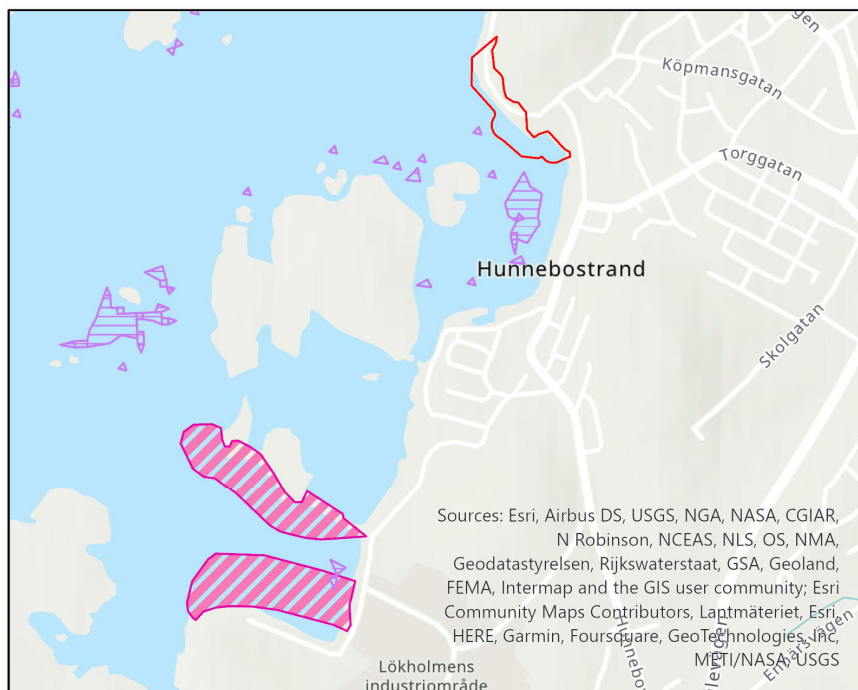 Köpmansgatan
Torggatan
Hunnebostrand
Skolgatan
Sources: Esri, Airbus DS, USGS, NGA, NASA, CGIAR,
N Robinson, NCEAS, NLS, OS, NMA,
Geodatastyrelsen, Rijkswaterstaat, GSA, Geoland,
FEMA, Intermap and the GIS user community; Esri
Community Maps Contributors, Lantmäteriet, Esri,
HERE, Garmin, Foursquare, GeoTechnologies, Inc,
METI/NASA, USGS
Enbärsvägen
Lökholmens
industriområde